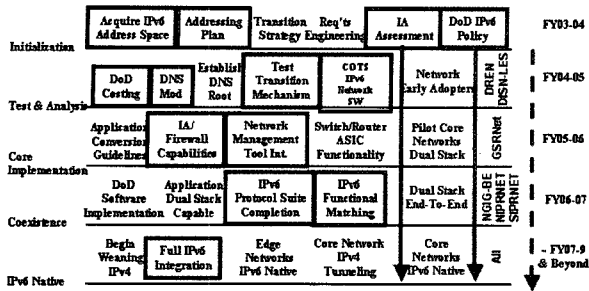 Acquire IPv6 Address Space
Addressing Plan
Transition Strategy
Req'ts Engineering
IA Assessment
DoD IPv6 Policy
FY03-04
Initialization
DoD Costing
DNS Mod
Establish DNS Root
Test Transition Mechanism
COTS IPv6 Network SW
Network Early Adopters
DREN DISN-LES
FY04-05
Test & Analysis
Application Conversion Guidelines
IA/ Firewall Capabilities
Network Management Tool Int.
Switch/Router ASIC Functionality
Pilot Core Networks Dual Stack
GSRNet
FY05-06
Core Implementation
DoD Software Implementation
Application Dual Stack Capable
IPv6 Protocol Suite Completion
IPv6 Functional Matching
Dual Stack End-To-End
NGIG-BE NIPRNET SIPRNET
FY06-07
Coexistence
Begin Weaning IPv4
Full IPv6 Integration
Edge Networks IPv6 Native
Core Network IPv4 Tunneling
Core Networks IPv6 Native
All
~ FY07-9 & Beyond
IPv6 Native